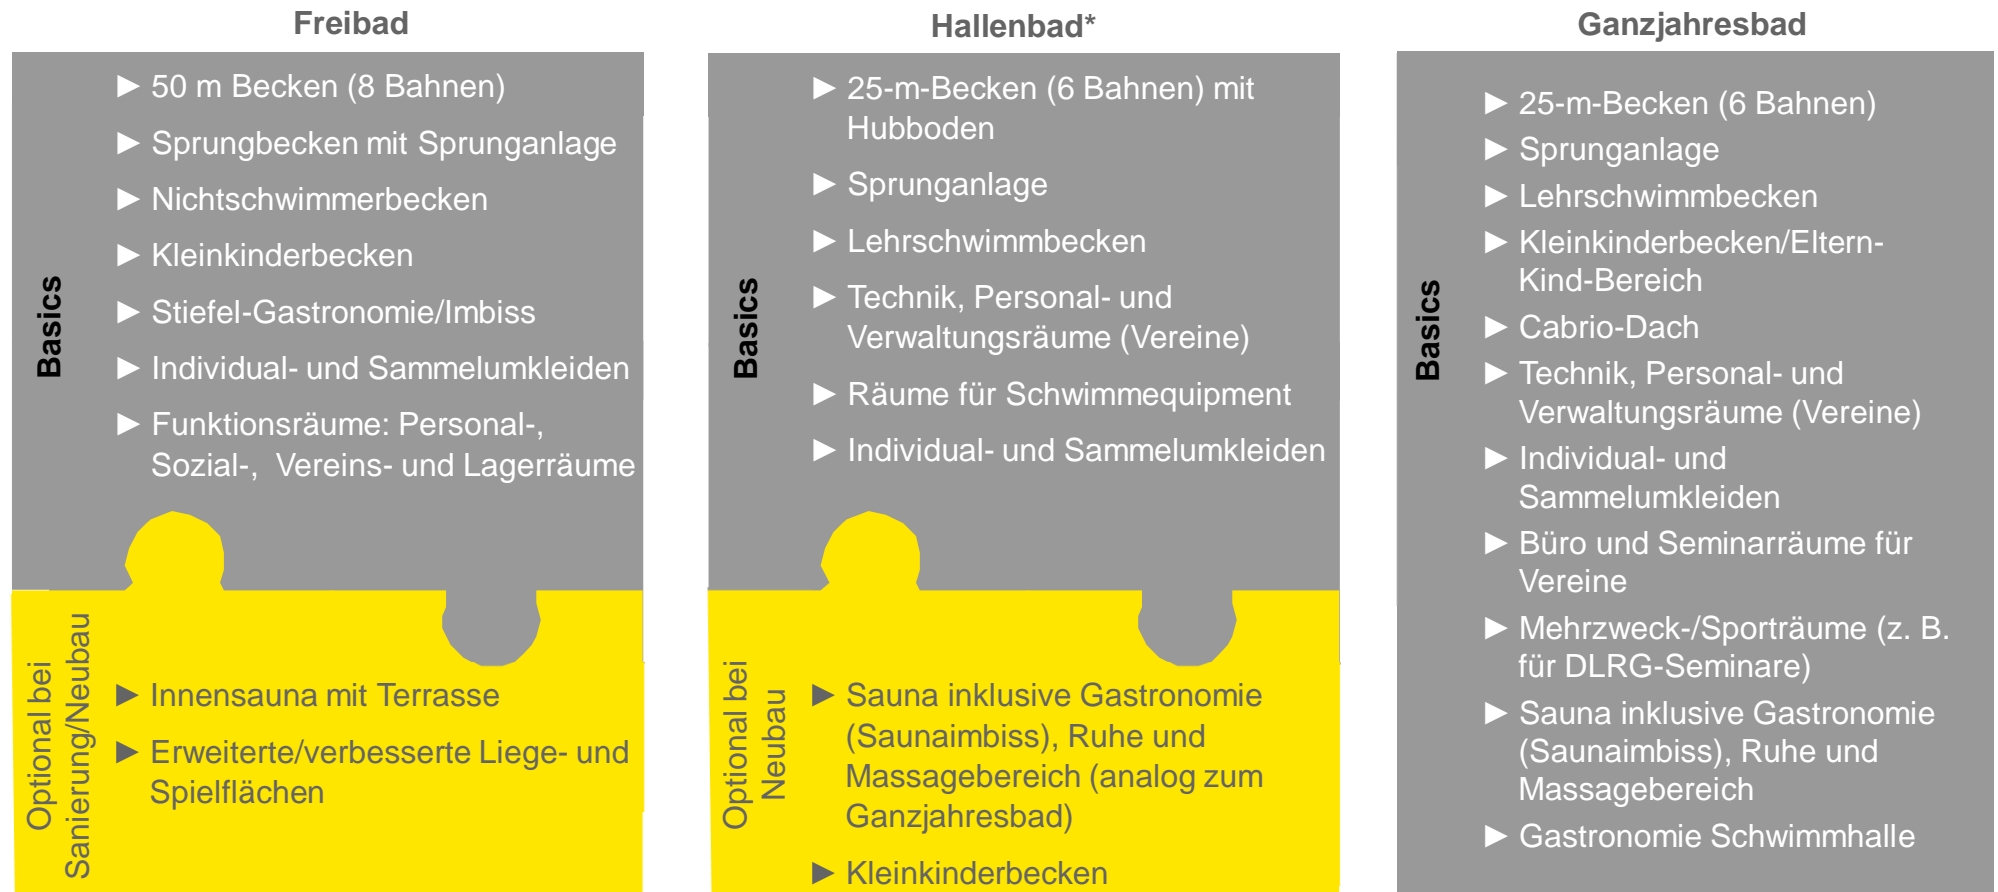 Freibad
Basics
► 50 m Becken (8 Bahnen)
► Sprungbecken mit Sprunganlage
► Nichtschwimmerbecken
► Kleinkinderbecken
► Stiefel-Gastronomie/Imbiss
► Individual- und Sammelumkleiden
► Funktionsräume: Personal-,
Sozial-, Vereins- und Lagerräume
Optional bei
Sanierung/Neubau
► Innensauna mit Terrasse
► Erweiterte/verbesserte Liege- und
Spielflächen
Hallenbad*
Basics
► 25-m-Becken (6 Bahnen) mit
Hubboden
► Sprunganlage
► Lehrschwimmbecken
► Technik, Personal- und
Verwaltungsräume (Vereine)
► Räume für Schwimmequipment
► Individual- und Sammelumkleiden
Optional bei
Neubau
► Sauna inklusive Gastronomie
(Saunaimbiss), Ruhe und
Massagebereich (analog zum
Ganzjahresbad)
► Kleinkinderbecken
Ganzjahresbad
Basics
► 25-m-Becken (6 Bahnen)
► Sprunganlage
► Lehrschwimmbecken
► Kleinkinderbecken/Eltern-
Kind-Bereich
► Cabrio-Dach
► Technik, Personal- und
Verwaltungsräume (Vereine)
► Individual- und
Sammelumkleiden
► Büro und Seminarräume für
Vereine
► Mehrzweck-/Sporträume (z. B.
für DLRG-Seminare)
► Sauna inklusive Gastronomie
(Saunaimbiss), Ruhe und
Massagebereich
► Gastronomie Schwimmhalle